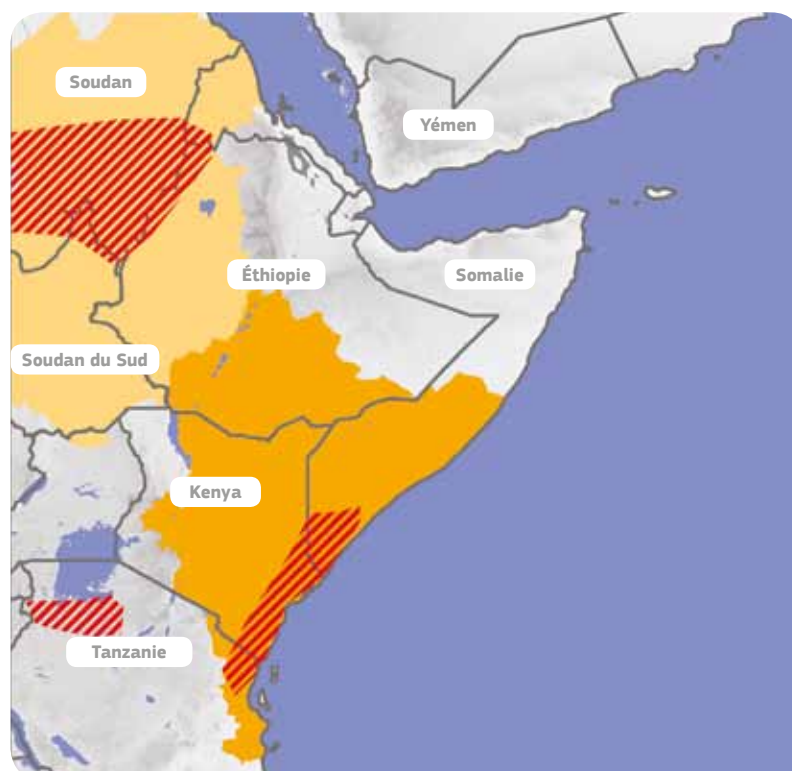 Soudan
Yémen
Éthiopie
Somalie
Soudan du Sud
Kenya
Tanzanie